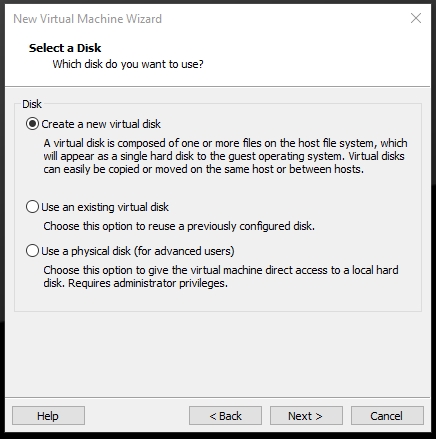 New Virtual Machine Wizard
Select a Disk
Which disk do you want to use?
Disk
Create a new virtual disk
A virtual disk is composed of one or more files on the host file system, which
will appear as a single hard disk to the guest operating system. Virtual disks
can easily be copied or moved on the same host or between hosts.
Use an existing virtual disk
Choose this option to reuse a previously configured disk.
Use a physical disk (for advanced users)
Choose this option to give the virtual machine direct access to a local hard
disk. Requires administrator privileges.
Help
< Back
Next >
Cancel